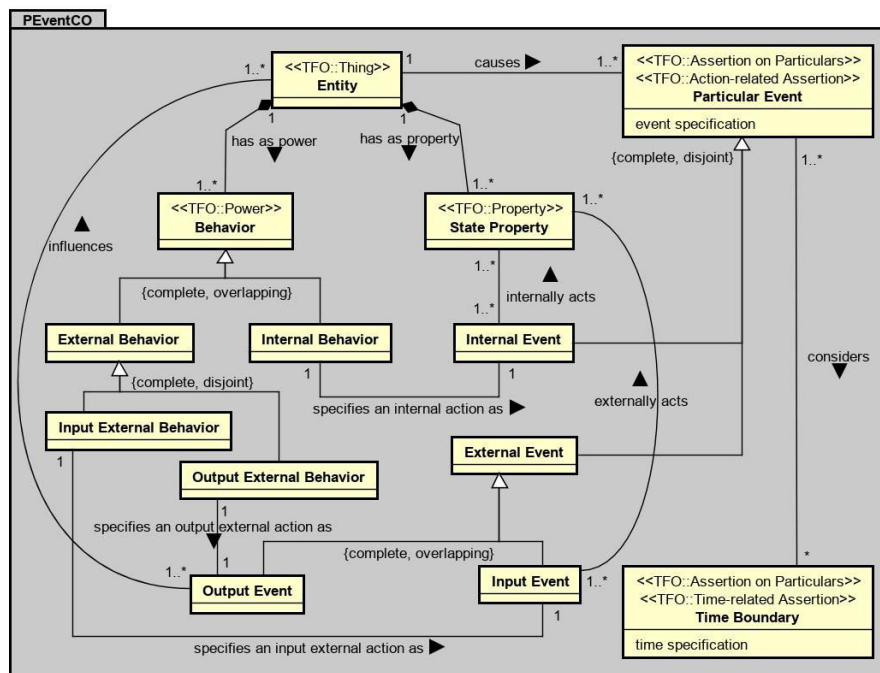 PEventCO
<<TFO::Thing>>
Entity
1..*
1
causes ▶
1..*
<<TFO::Assertion on Particulars>>
<<TFO::Action-related Assertion>>
Particular Event
event specification
1
1
has as power
▼
has as property
▼
{complete, disjoint}
1..*
1..*
1..*
<<TFO::Power>>
Behavior
<<TFO::Property>>
State Property
1..*
▲
influences
1..*
▲
internally acts
{complete, overlapping}
1..*
External Behavior
Internal Behavior
Internal Event
considers
▼
{complete, disjoint}
1
1
specifies an internal action as ▶
▲
externally acts
Input External Behavior
External Event
1
Output External Behavior
1
specifies an output external action as
▼
{complete, overlapping}
1
1..*
Output Event
Input Event
1..*
*
<<TFO::Assertion on Particulars>>
<<TFO::Time-related Assertion>>
Time Boundary
time specification
1
specifies an input external action as ▶